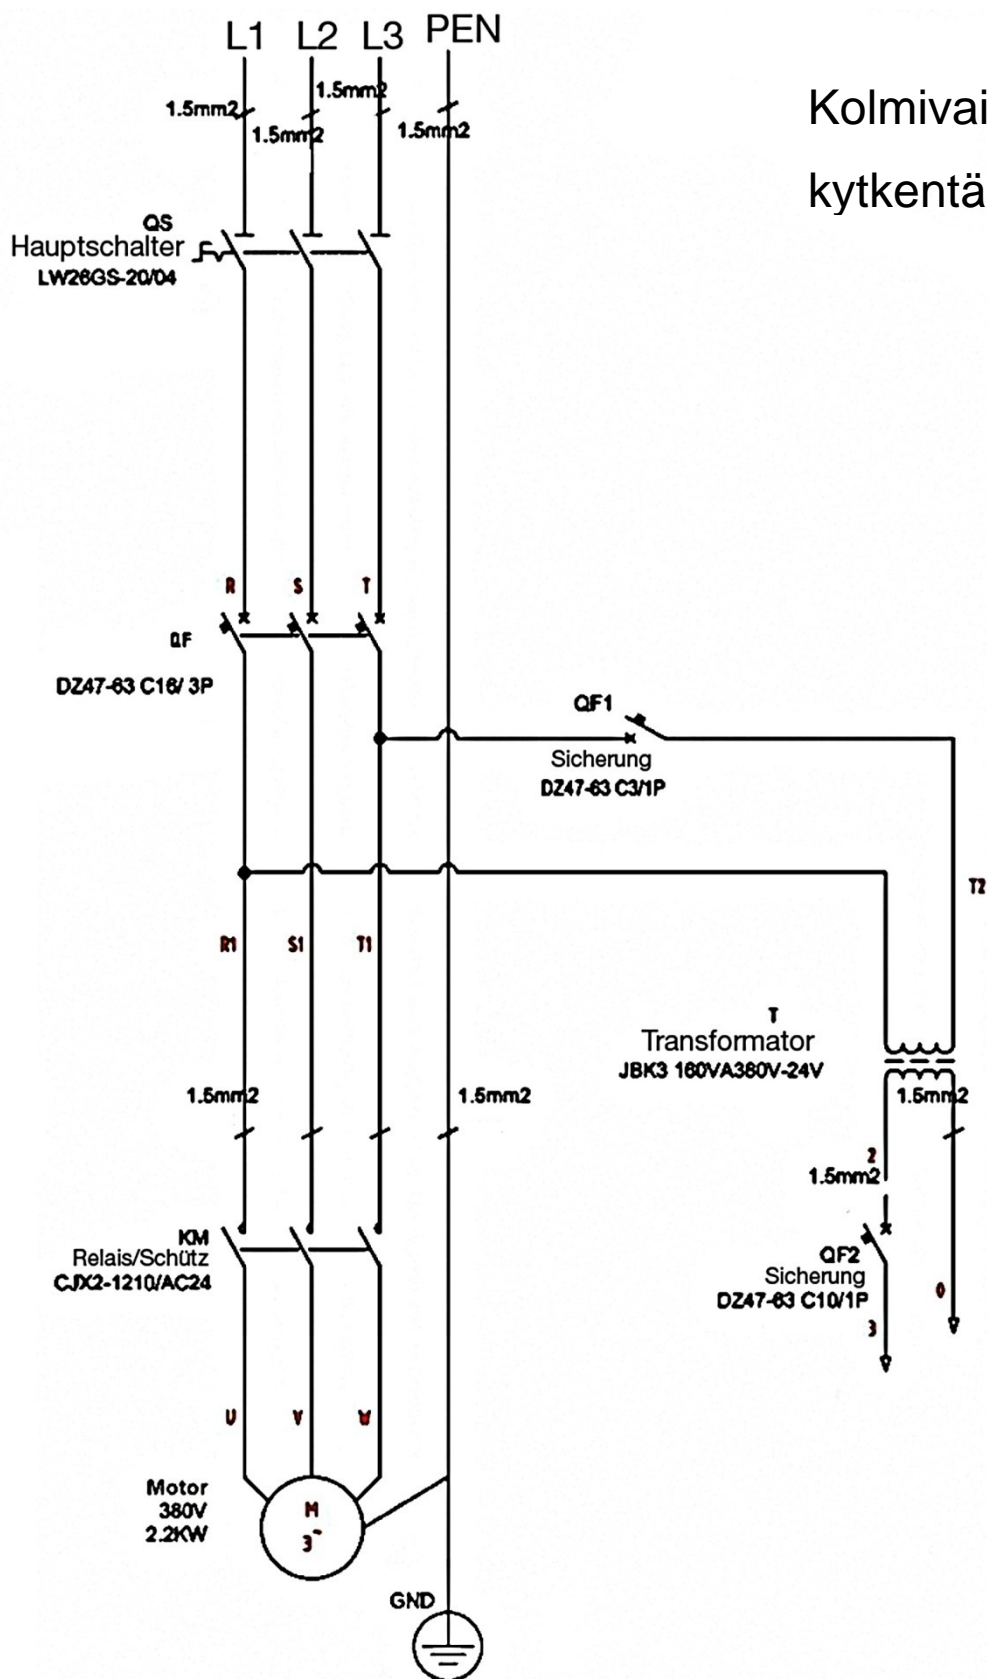 L1 L2 L3 PEN
1.5mm2
1.5mm2
1.5mm2
1.5mm2
Kolmivai
kytkentä
QS
Hauptschalter
LW26GS-20/04
R S T
QF
DZ47-63 C16/ 3P
QF1
Sicherung
DZ47-63 C3/1P
T2
R1 S1 T1
T
Transformator
JBK3 160VA380V-24V
1.5mm2
1.5mm2
1.5mm2
2
1.5mm2
KM
Relais/Schütz
CJX2-1210/AC24
QF2
Sicherung
DZ47-63 C10/1P
0
3
U V W
Motor
380V
2.2KW
M
3~
GND